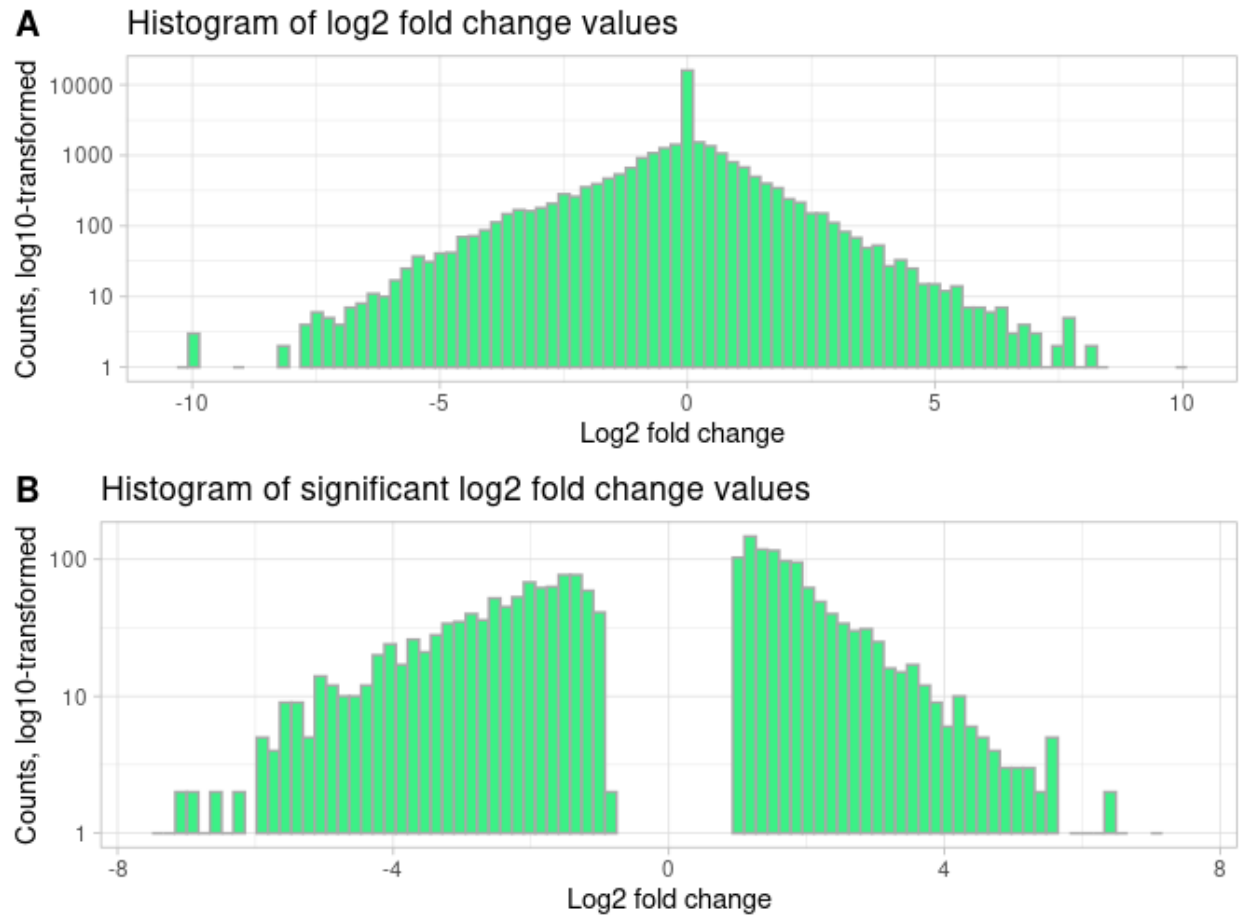 A
Histogram of log2 fold change values
Counts, log10-transformed
10000
1000
100
10
1
-10 -5 0 5 10
Log2 fold change
B
Histogram of significant log2 fold change values
Counts, log10-transformed
100
10
1
-8 -4 0 4 8
Log2 fold change